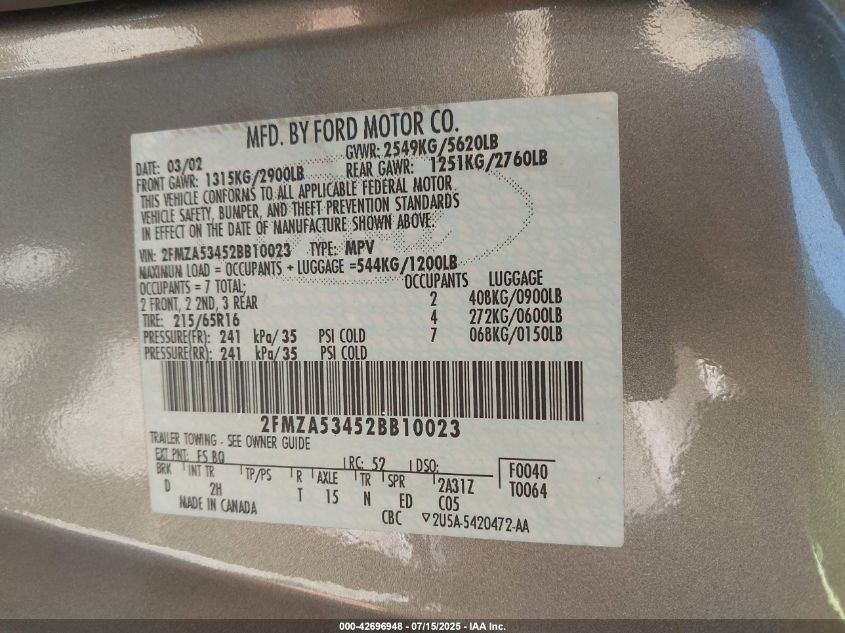 MFD. BY FORD MOTOR CO.
DATE: 03/02 GVWR: 2549KG/5620LB
FRONT GAWR: 1315KG/2900LB REAR GAWR: 1251KG/2760LB
THIS VEHICLE CONFORMS TO ALL APPLICABLE FEDERAL MOTOR
VEHICLE SAFETY, BUMPER, AND THEFT PREVENTION STANDARDS
IN EFFECT ON THE DATE OF MANUFACTURE SHOWN ABOVE.
VIN: 2FMZA53452BB10023 TYPE: MPV
MAXIMUM LOAD = OCCUPANTS + LUGGAGE =544KG/1200LB
OCCUPANTS = 7 TOTAL; OCCUPANTS LUGGAGE
2 FRONT, 2 2ND, 3 REAR 2 408KG/0900LB
TIRE: 215/65R16 4 272KG/0600LB
PRESSURE(FR): 241 kPa/35 PSI COLD 7 068KG/0150LB
PRESSURE(RR): 241 kPa/35 PSI COLD
2FMZA53452BB10023
TRAILER TOWING - SEE OWNER GUIDE
EXT PNT: FS BQ RC: 52 DSO: F0040
BRK INT TR TP/PS R AXLE TR SPR 2A31Z T0064
D 2H T 15 N ED C05
MADE IN CANADA CBC ▽2U5A-5420472-AA
000-42696948 - 07/15/2025 - IAA Inc.